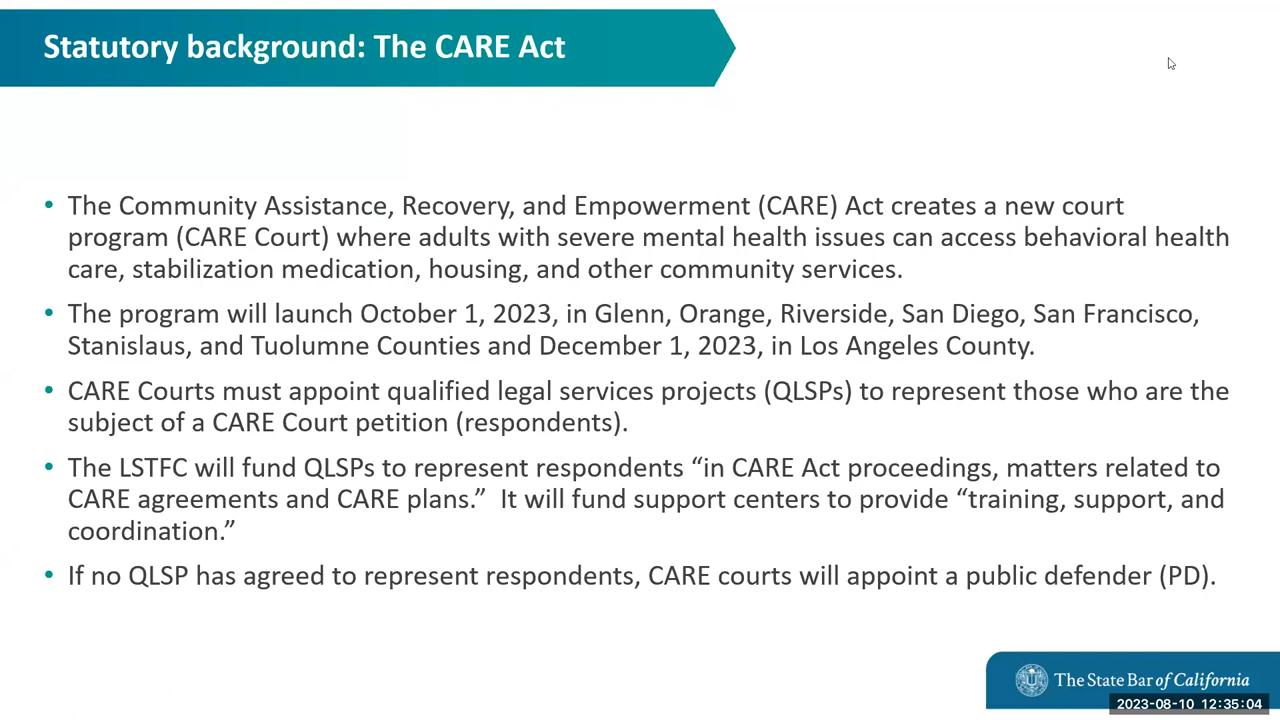 Statutory background: The CARE Act
• The Community Assistance, Recovery, and Empowerment (CARE) Act creates a new court
program (CARE Court) where adults with severe mental health issues can access behavioral health
care, stabilization medication, housing, and other community services.
• The program will launch October 1, 2023, in Glenn, Orange, Riverside, San Diego, San Francisco,
Stanislaus, and Tuolumne Counties and December 1, 2023, in Los Angeles County.
• CARE Courts must appoint qualified legal services projects (QLSPs) to represent those who are the
subject of a CARE Court petition (respondents).
• The LSTFC will fund QLSPs to represent respondents “in CARE Act proceedings, matters related to
CARE agreements and CARE plans.”  It will fund support centers to provide “training, support, and
coordination.”
• If no QLSP has agreed to represent respondents, CARE courts will appoint a public defender (PD).
The State Bar of California
2023-08-10 12:35:04